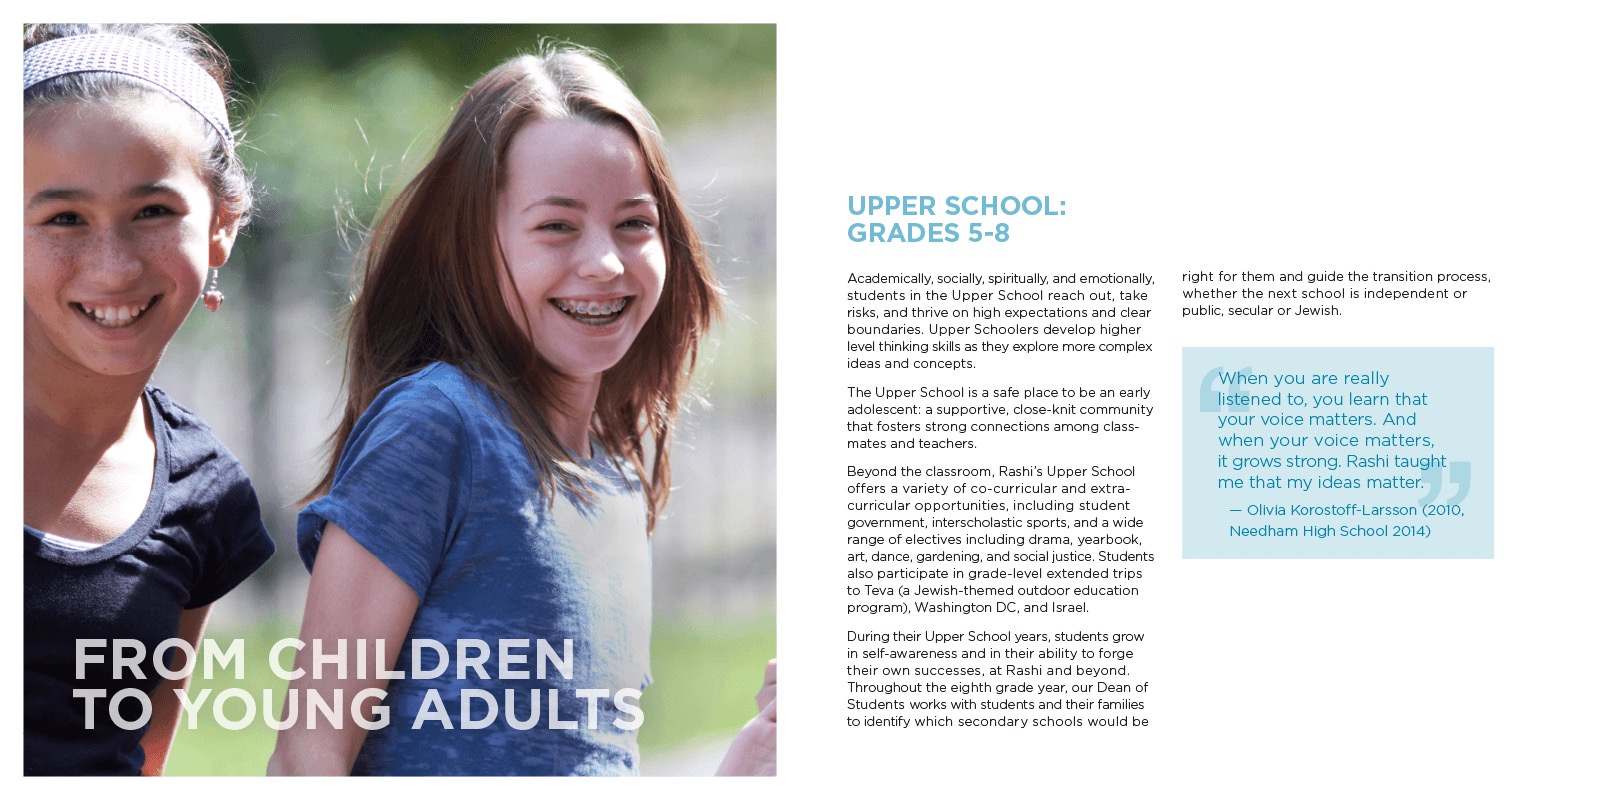 FROM CHILDREN
TO YOUNG ADULTS
UPPER SCHOOL:
GRADES 5-8
Academically, socially, spiritually, and emotionally,
students in the Upper School reach out, take
risks, and thrive on high expectations and clear
boundaries. Upper Schoolers develop higher
level thinking skills as they explore more complex
ideas and concepts.
The Upper School is a safe place to be an early
adolescent: a supportive, close-knit community
that fosters strong connections among class-
mates and teachers.
Beyond the classroom, Rashi’s Upper School
offers a variety of co-curricular and extra-
curricular opportunities, including student
government, interscholastic sports, and a wide
range of electives including drama, yearbook,
art, dance, gardening, and social justice. Students
also participate in grade-level extended trips
to Teva (a Jewish-themed outdoor education
program), Washington DC, and Israel.
During their Upper School years, students grow
in self-awareness and in their ability to forge
their own successes, at Rashi and beyond.
Throughout the eighth grade year, our Dean of
Students works with students and their families
to identify which secondary schools would be
right for them and guide the transition process,
whether the next school is independent or
public, secular or Jewish.
“When you are really
listened to, you learn that
your voice matters. And
when your voice matters,
it grows strong. Rashi taught
me that my ideas matter.”
— Olivia Korostoff-Larsson (2010,
Needham High School 2014)